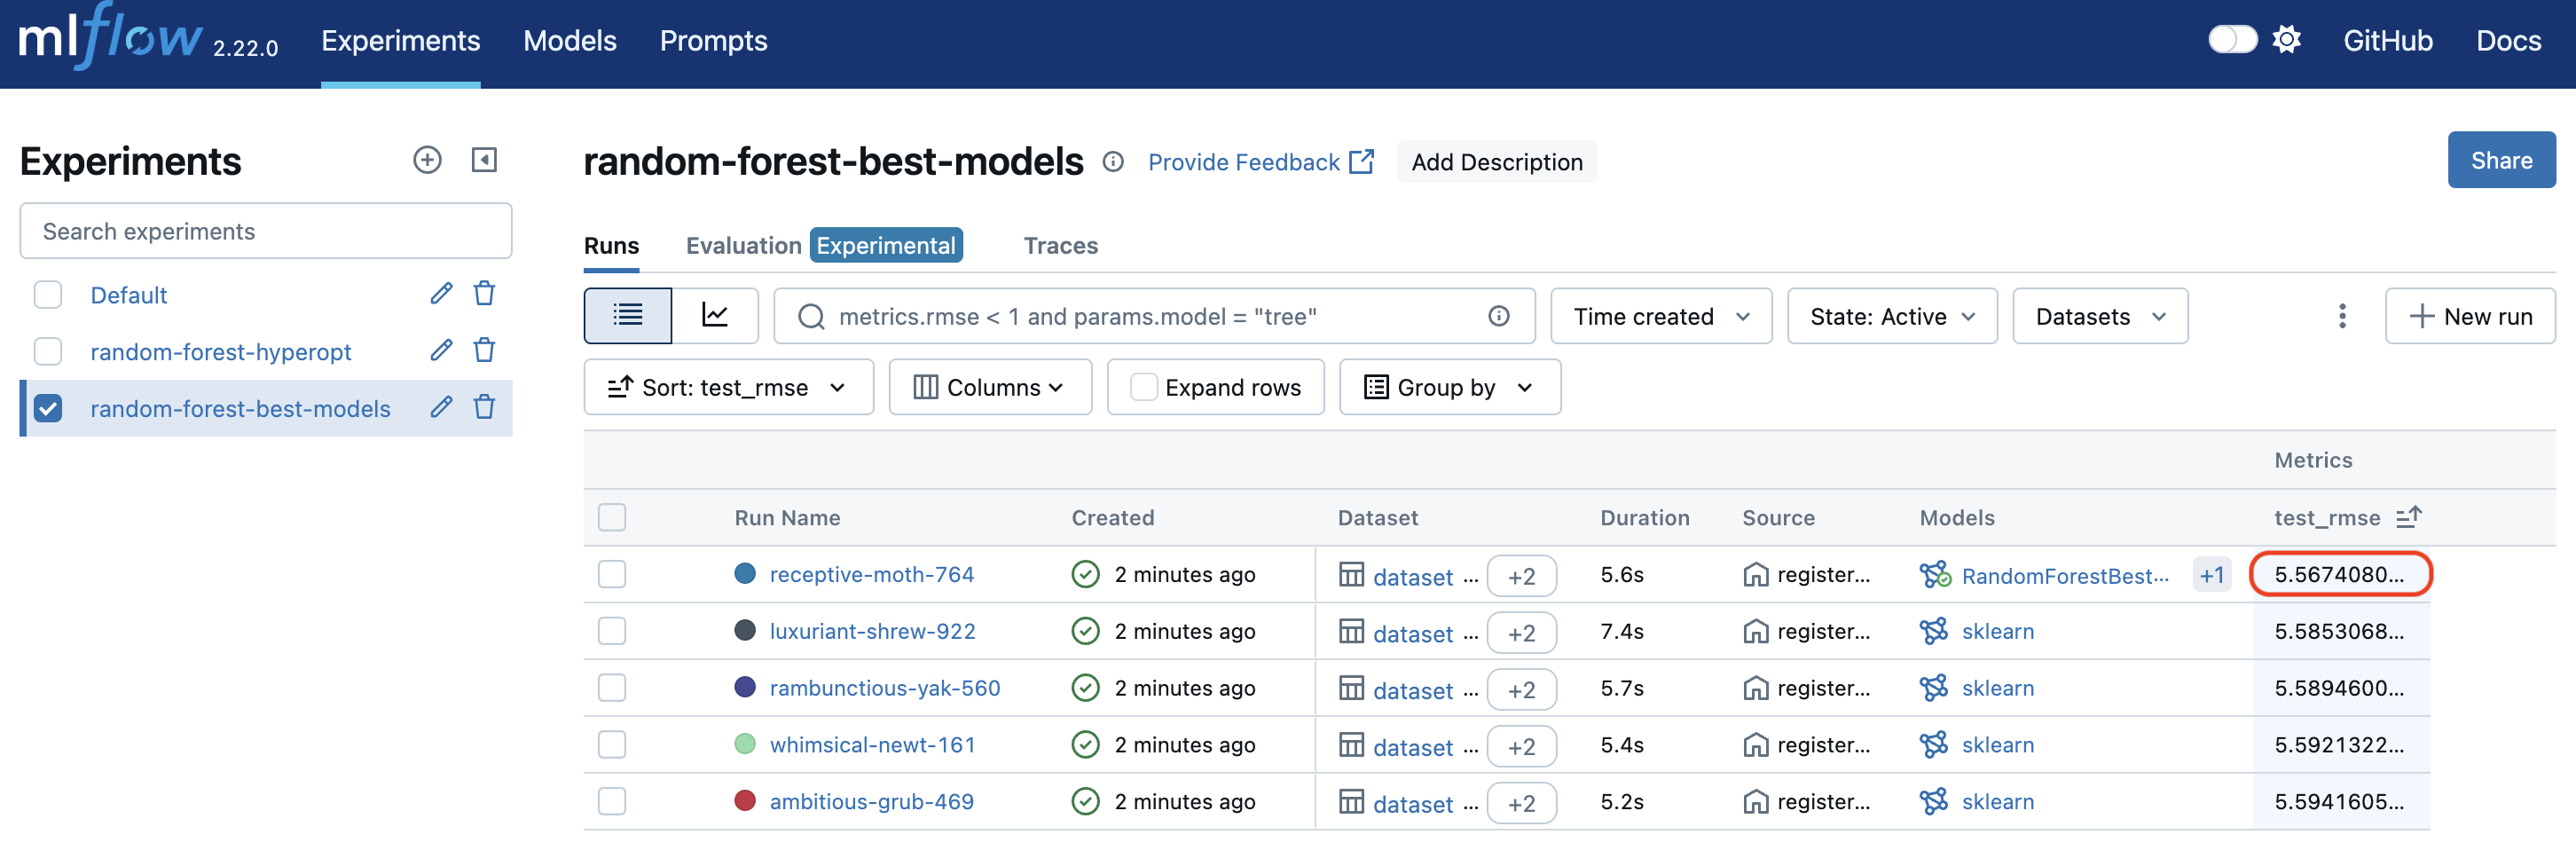 mlflow 2.22.0 Experiments Models Prompts GitHub Docs
Experiments
Search experiments
Default
random-forest-hyperopt
random-forest-best-models
random-forest-best-models Provide Feedback Add Description Share
Runs Evaluation Experimental Traces
metrics.rmse < 1 and params.model = "tree" Time created State: Active Datasets New run
Sort: test_rmse Columns Expand rows Group by
Metrics
Run Name Created Dataset Duration Source Models test_rmse
receptive-moth-764 2 minutes ago dataset ... +2 5.6s register... RandomForestBest... +1 5.5674080...
luxuriant-shrew-922 2 minutes ago dataset ... +2 7.4s register... sklearn 5.5853068...
rambunctious-yak-560 2 minutes ago dataset ... +2 5.7s register... sklearn 5.5894600...
whimsical-newt-161 2 minutes ago dataset ... +2 5.4s register... sklearn 5.5921322...
ambitious-grub-469 2 minutes ago dataset ... +2 5.2s register... sklearn 5.5941605...